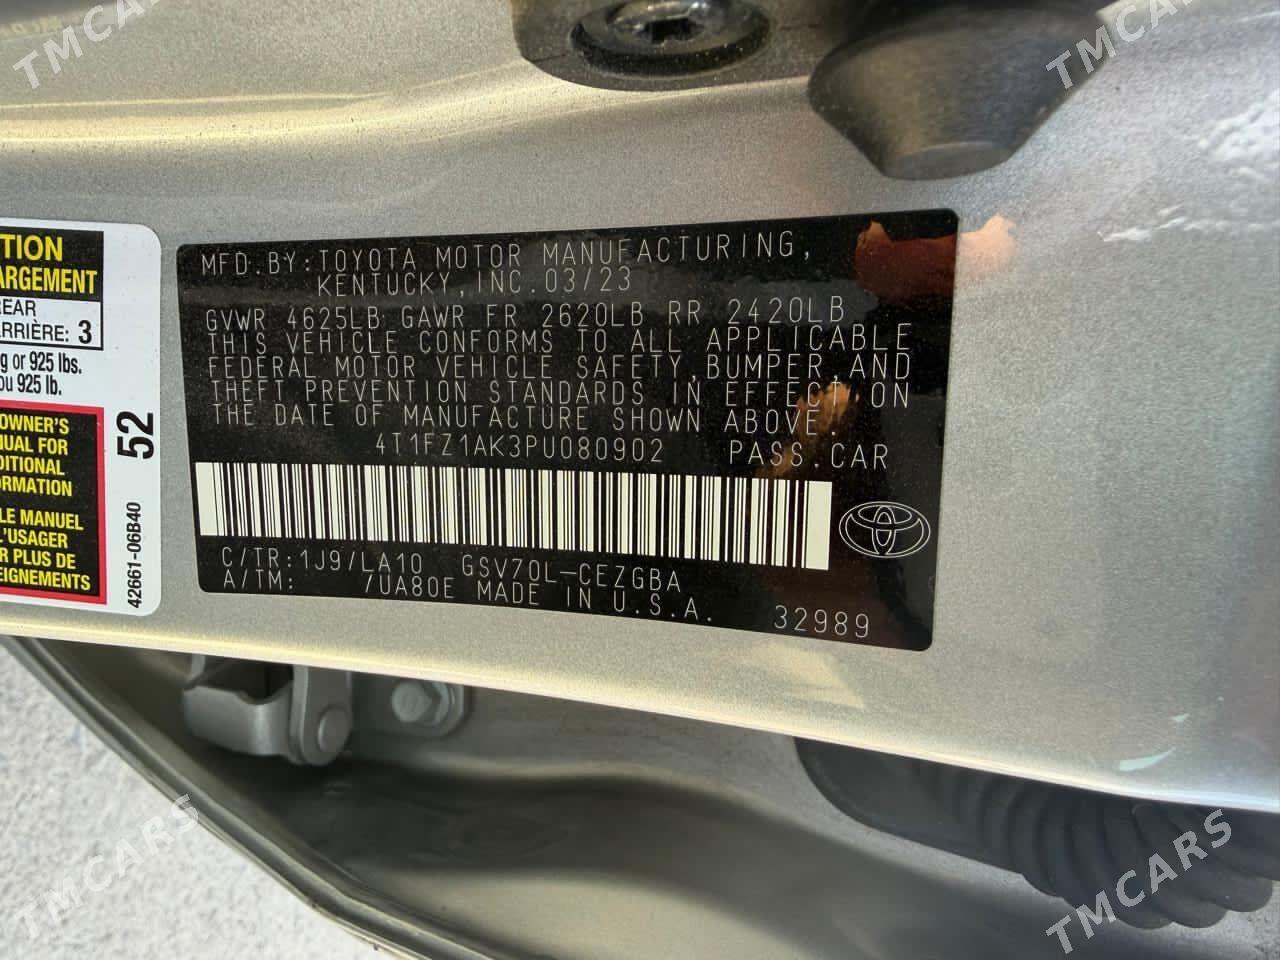 TMCARS
TMCARS
TION
ARGEMENT
REAR
ARRIÈRE: 3
g or 925 lbs.
ou 925 lb.
OWNER'S
UAL FOR
DITIONAL
ORMATION
LE MANUEL
L'USAGER
R PLUS DE
EIGNEMENTS
52
42661-06B40
MFD.BY:TOYOTA MOTOR MANUFACTURING,
KENTUCKY,INC.03/23
GVWR 4625LB GAWR FR 2620LB RR 2420LB
THIS VEHICLE CONFORMS TO ALL APPLICABLE
FEDERAL MOTOR VEHICLE SAFETY,BUMPER,AND
THEFT PREVENTION STANDARDS IN EFFECT ON
THE DATE OF MANUFACTURE SHOWN ABOVE.
4T1FZ1AK3PU080902 PASS.CAR
C/TR:1J9/LA10 GSV70L-CEZGBA
A/TM: /UA80E MADE IN U.S.A. 32989
TMCARS
TMCARS